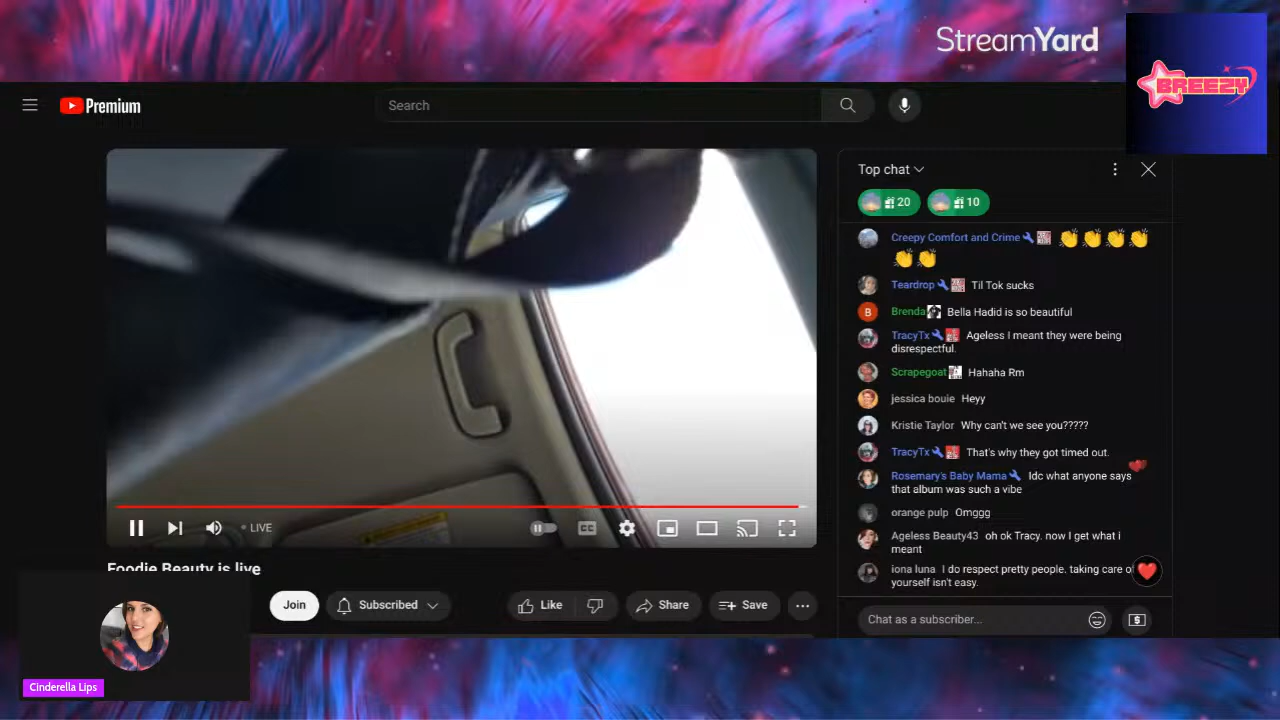 StreamYard
BREEZY
Premium
Search
Top chat
20
10
Creepy Comfort and Crime 👏👏👏👏
👏👏
Teardrop Til Tok sucks
Brenda Bella Hadid is so beautiful
TracyTx Ageless I meant they were being
disrespectful.
Scrapegoat Hahaha Rm
jessica bouie Heyy
Kristie Taylor Why can't we see you?????
TracyTx That's why they got timed out.
Rosemary's Baby Mama Idc what anyone says
that album was such a vibe
orange pulp Omggg
Ageless Beauty43 oh ok Tracy. now I get what i
meant
iona luna I do respect pretty people. taking care of
yourself isn't easy.
LIVE
CC
Foodie Beauty is live
Join
Subscribed
Like
Share
Save
Chat as a subscriber...
Cinderella Lips